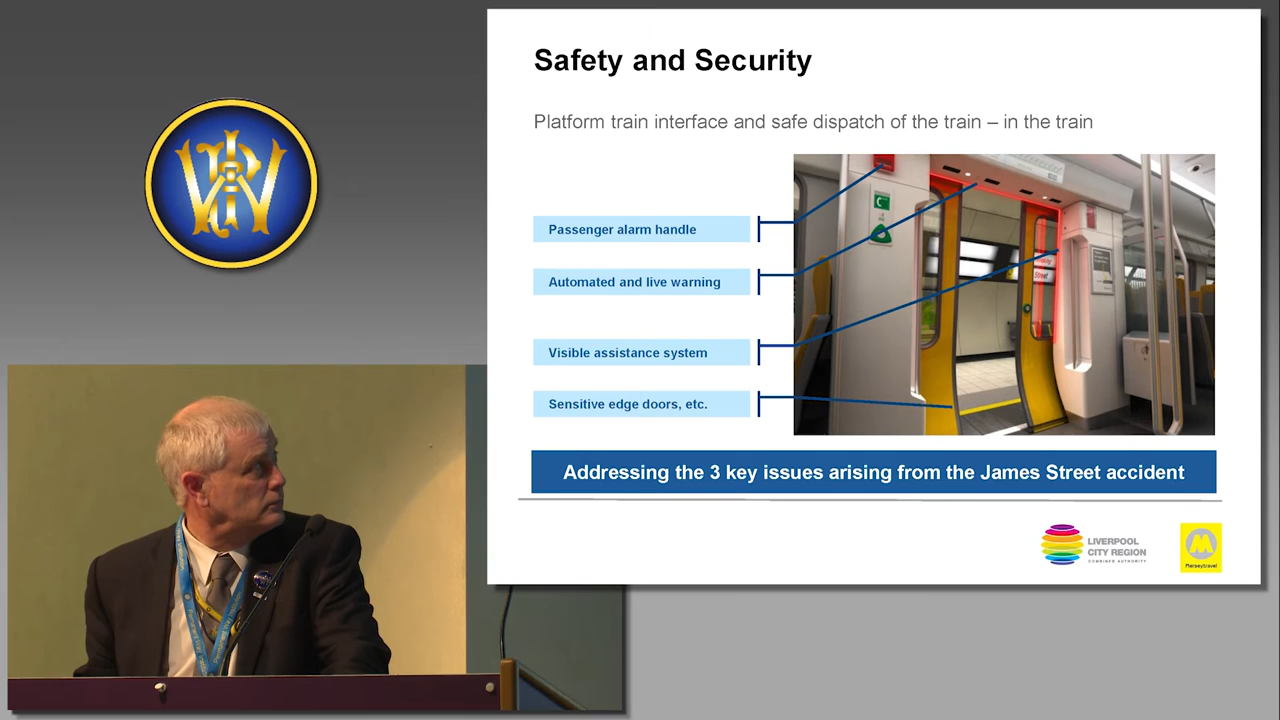 Safety and Security
Platform train interface and safe dispatch of the train – in the train
Passenger alarm handle
Automated and live warning
Visible assistance system
Sensitive edge doors, etc.
Street
Addressing the 3 key issues arising from the James Street accident
LIVERPOOL
CITY REGION
COMBINED AUTHORITY
M
Merseytravel